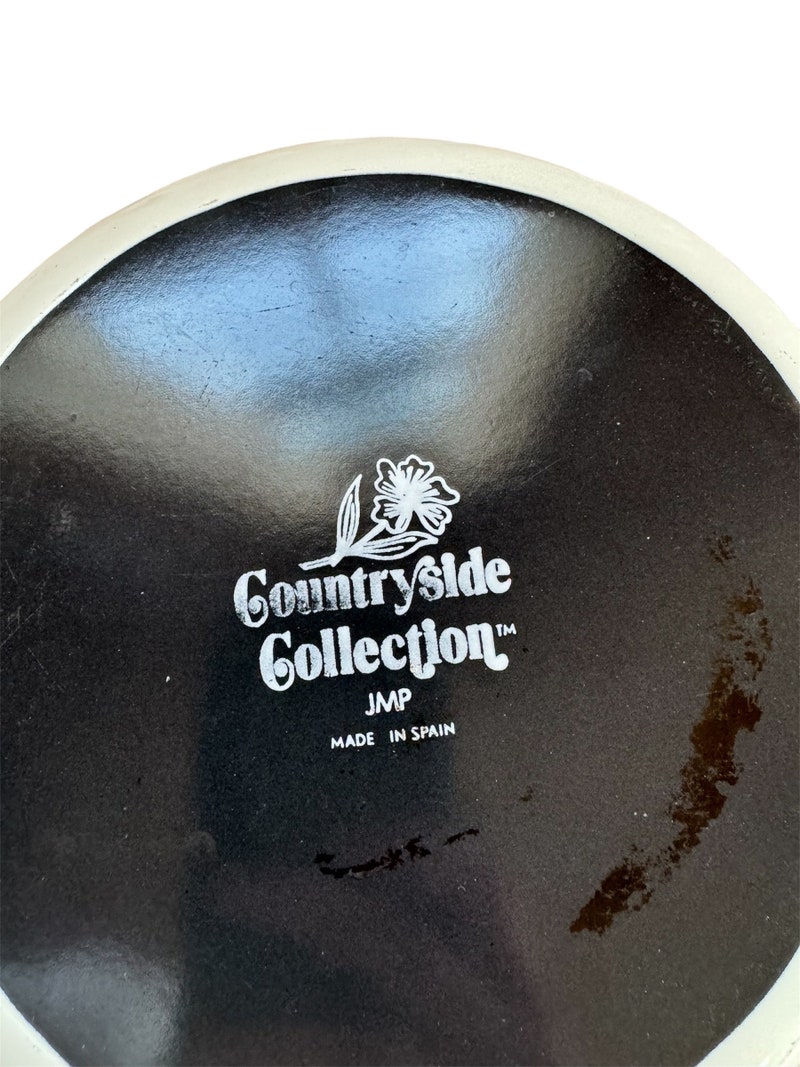 Countryside
Collection™
JMP
MADE IN SPAIN